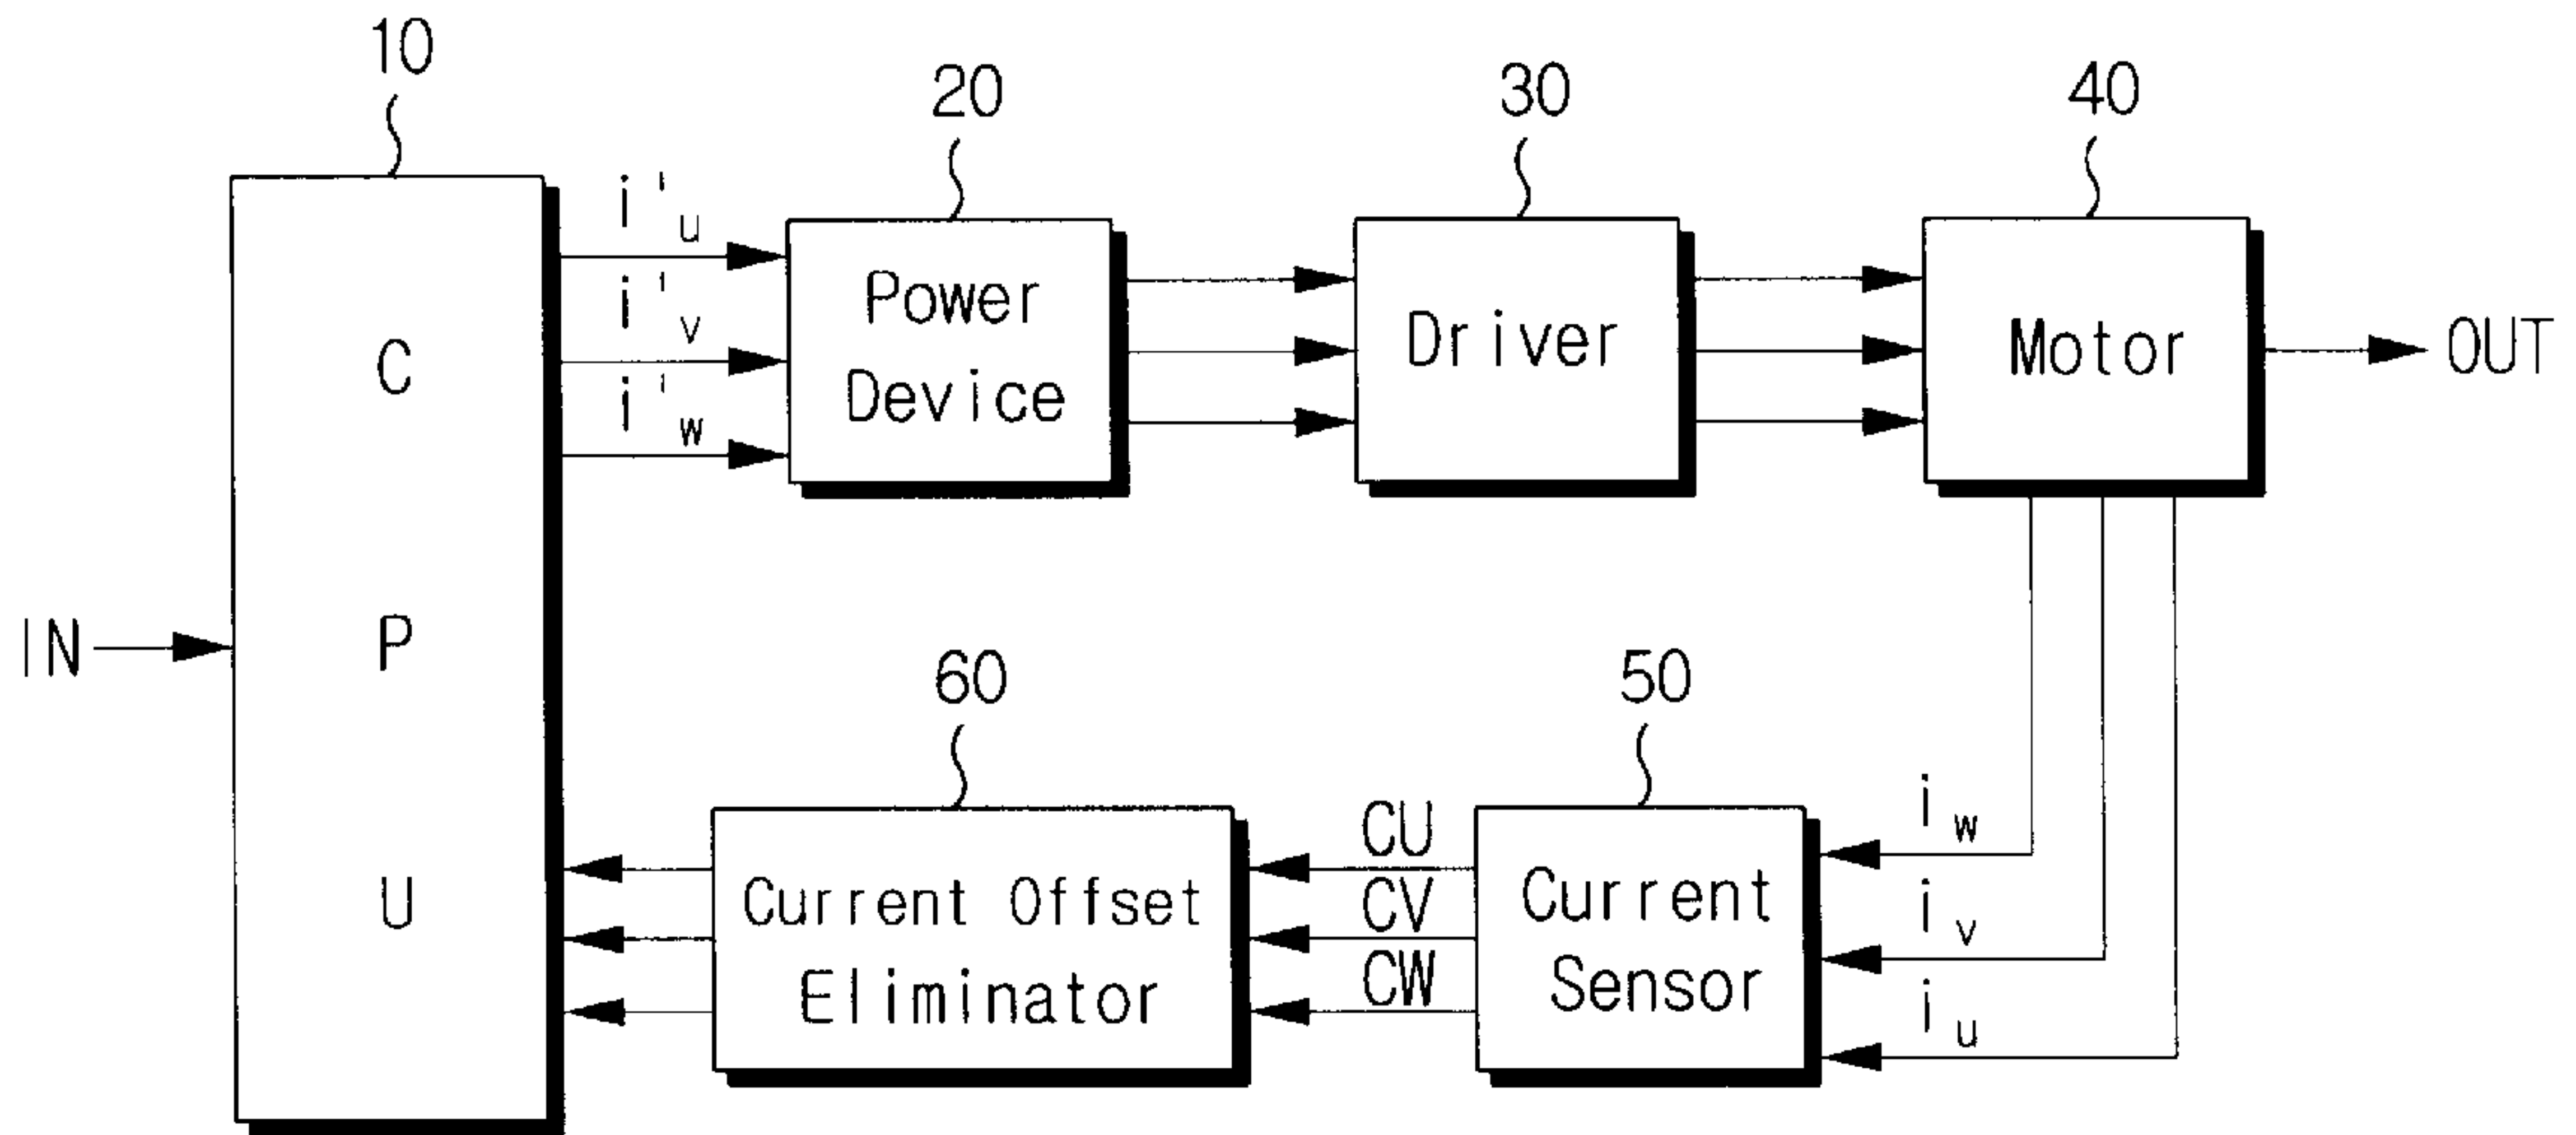 10
20
30
40
i'u
i'v
i'w
C
P
U
Power
Device
Driver
Motor
OUT
IN
60
50
CU
CV
CW
Current Offset
Eliminator
Current
Sensor
iw
iv
iu